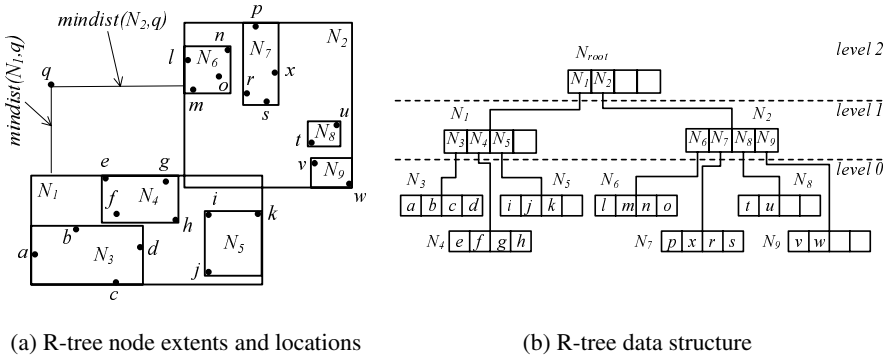 p
mindist(N2,q)
n
N2
l
N6
N7
q
o
x
r
m
s
mindist(N1,q)
u
t
N8
v
N9
w
e
g
N1
N4
f
i
k
h
b
a
N3
d
N5
j
c
(a) R-tree node extents and locations
level 2
Nroot
N1 N2
level 1
N1
N2
N3 N4 N5
N6 N7 N8 N9
level 0
N3
N5
N6
N8
a b c d
i j k
l m n o
t u
N4 e f g h
N7 p x r s
N9 v w
(b) R-tree data structure